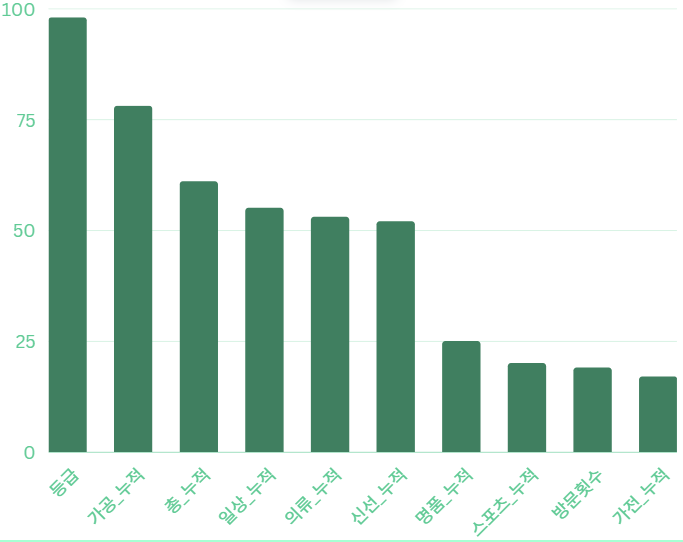 100
75
50
25
0
등급
가공_누적
총_누적
일상_누적
의류_누적
신선_누적
명품_누적
스포츠_누적
방문횟수
가전_누적